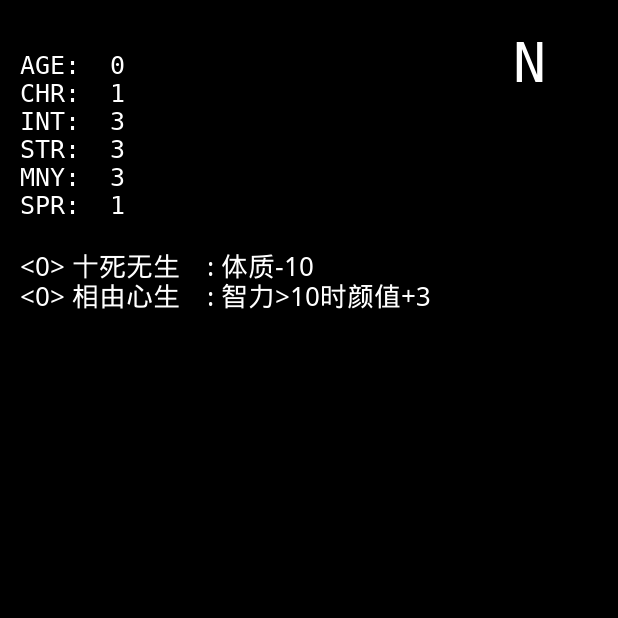 N
AGE: 0
CHR: 1
INT: 3
STR: 3
MNY: 3
SPR: 1
<0> 十死无生 : 体质-10
<0> 相由心生 : 智力>10时颜值+3